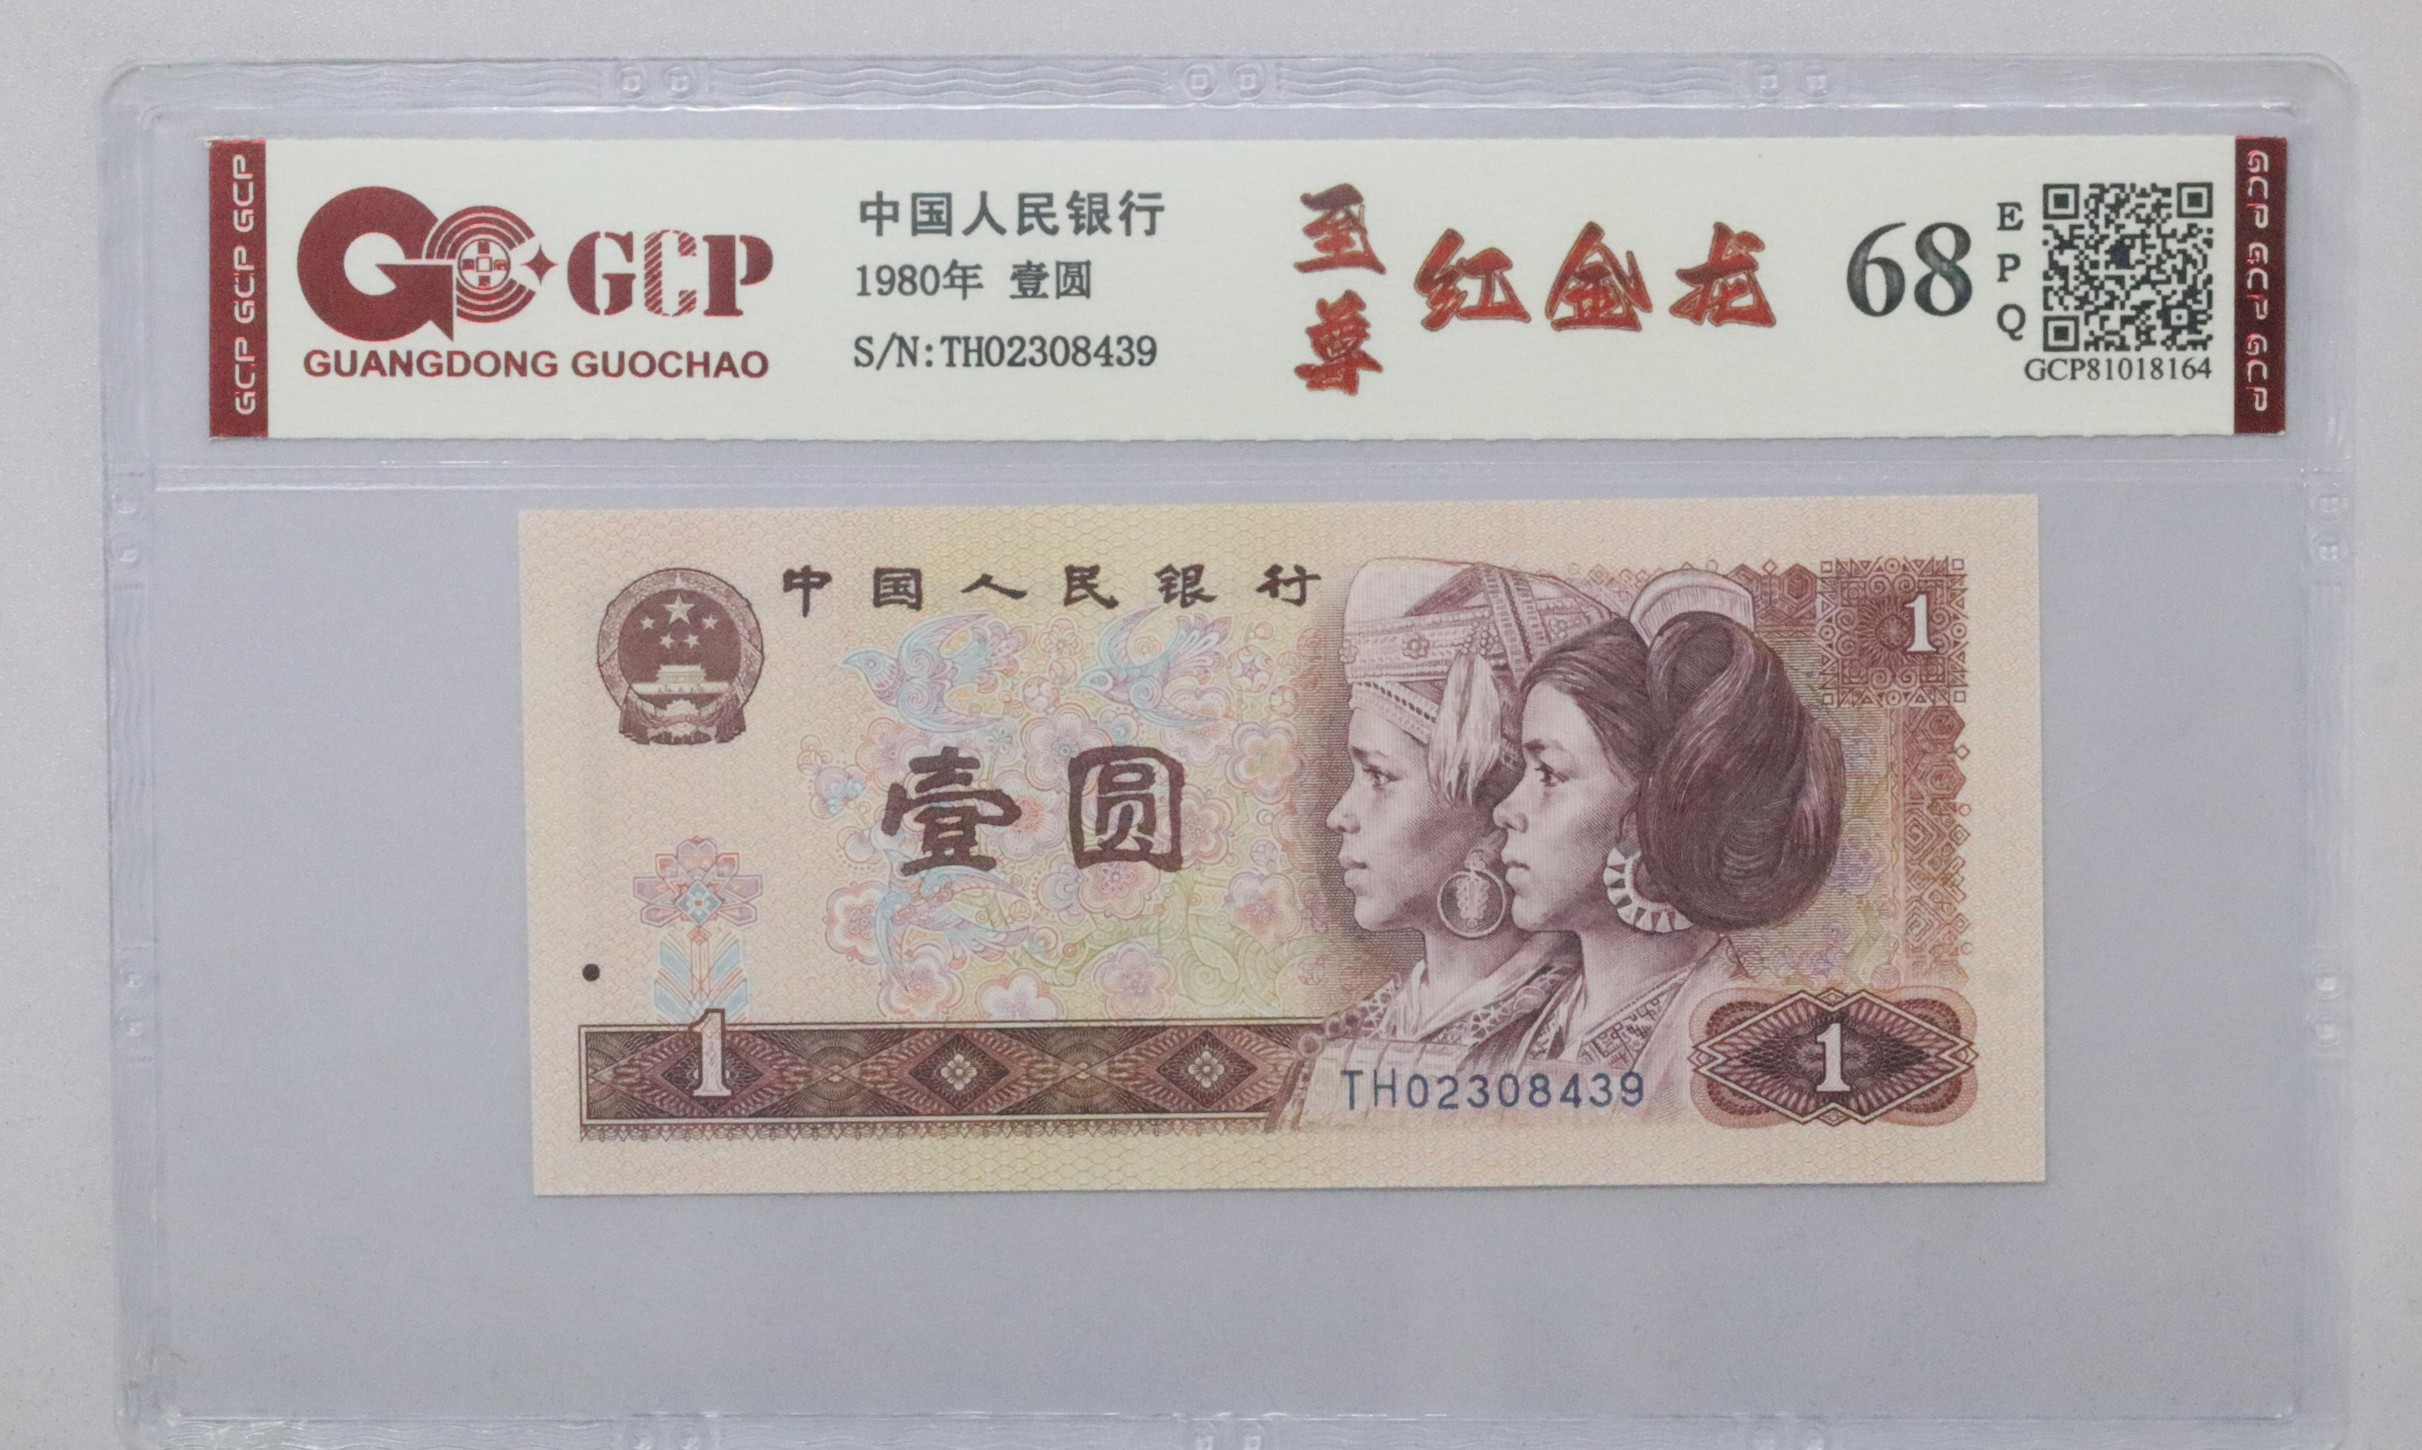 GCP GCP GCP
GCP
GUANGDONG GUOCHAO
中国人民银行
1980年 壹圆
S/N:TH02308439
至尊
红金龙
68
EPQ
GCP81018164
GCP GCP GCP
中国人民银行
1
壹圆
1
TH02308439
1